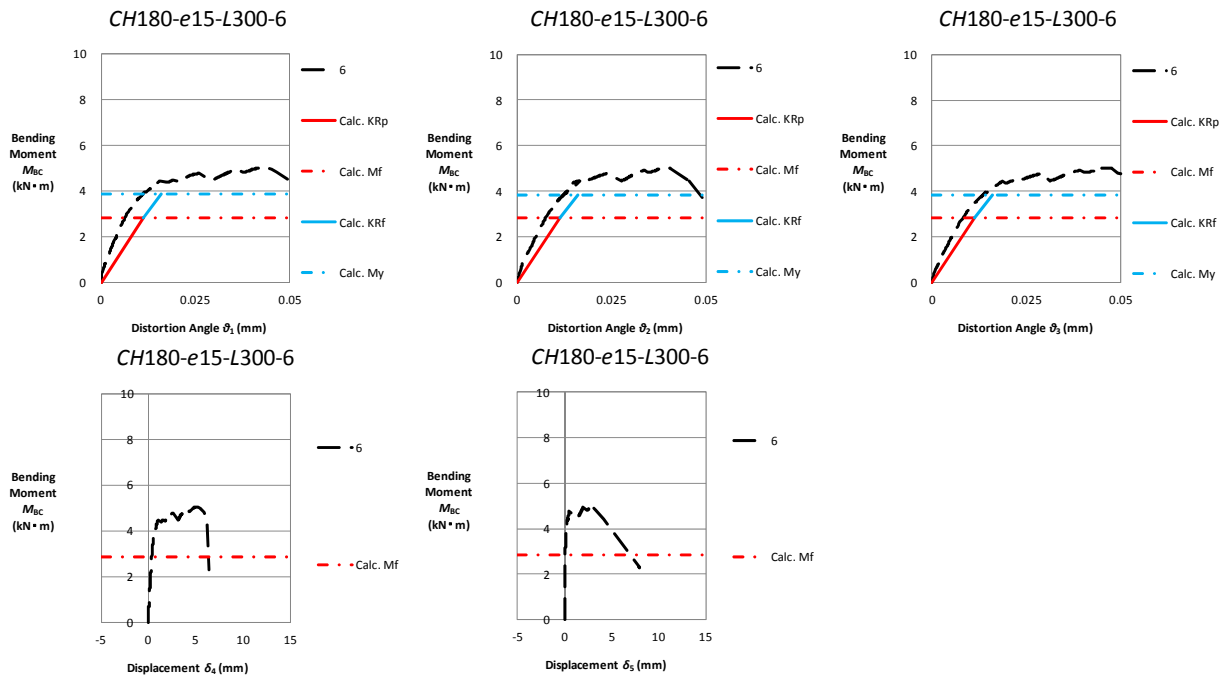 CH180-e15-L300-6
10
8
6
4
2
0
0
0.025
0.05
Bending
Moment
M_BC
(kN・m)
Distortion Angle ϑ₁ (mm)
6
Calc. KRp
Calc. Mf
Calc. KRf
Calc. My
CH180-e15-L300-6
10
8
6
4
2
0
0
0.025
0.05
Bending
Moment
M_BC
(kN・m)
Distortion Angle ϑ₂ (mm)
6
Calc. KRp
Calc. Mf
Calc. KRf
Calc. My
CH180-e15-L300-6
10
8
6
4
2
0
0
0.025
0.05
Bending
Moment
M_BC
(kN・m)
Distortion Angle ϑ₃ (mm)
6
Calc. KRp
Calc. Mf
Calc. KRf
Calc. My
CH180-e15-L300-6
10
8
6
4
2
0
-5
0
5
10
15
Bending
Moment
M_BC
(kN・m)
Displacement δ₄ (mm)
6
Calc. Mf
CH180-e15-L300-6
10
8
6
4
2
0
-5
0
5
10
15
Bending
Moment
M_BC
(kN・m)
Displacement δ₅ (mm)
6
Calc. Mf